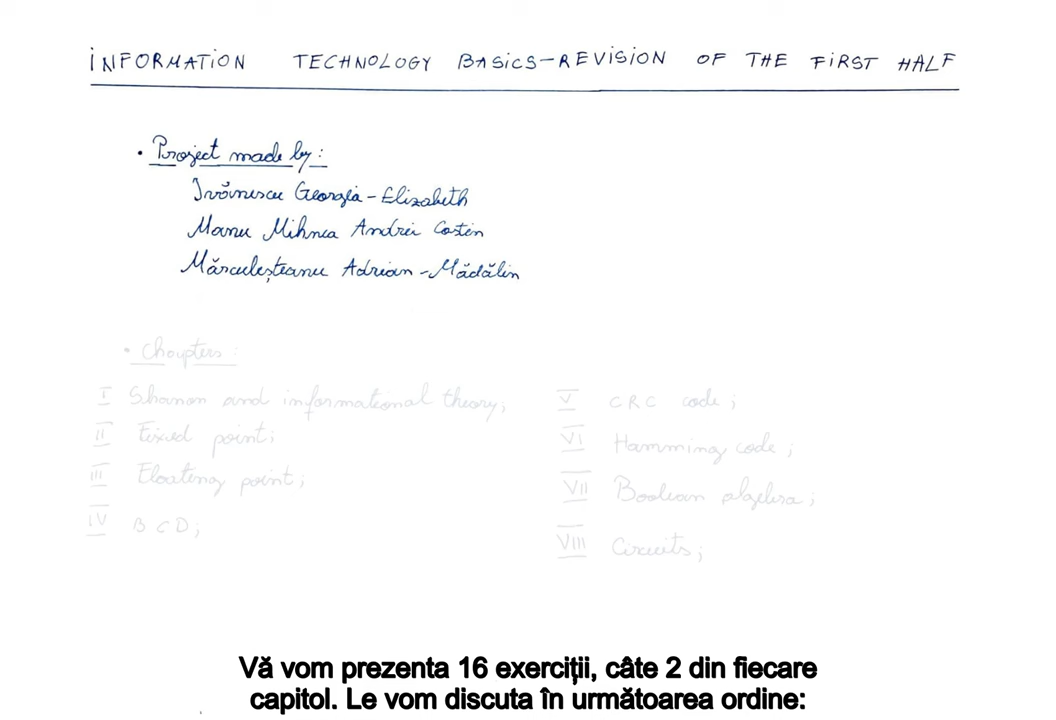 INFORMATION TECHNOLOGY BASICS-REVISION OF THE FIRST HALF
• Project made by:
Ivănescu Georgia-Elizabeth
Manu Mihnea Andrei Costin
Mărculeșteanu Adrian-Mădălin
• Chapters:
I Shanon and informational theory;
II Fixed point;
III Floating point;
IV BCD;
V CRC code;
VI Hamming code;
VII Boolean algebra;
VIII Circuits;
Vă vom prezenta 16 exerciții, câte 2 din fiecare
capitol. Le vom discuta în următoarea ordine: